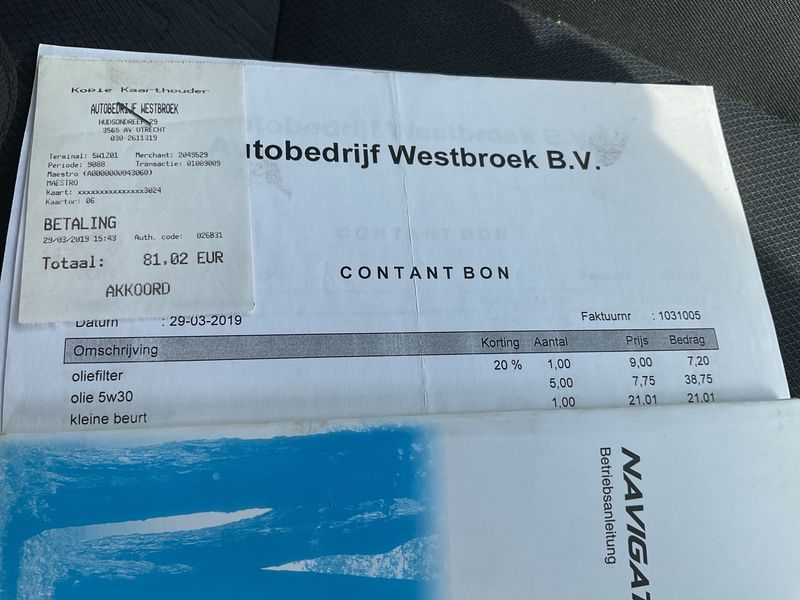 Kopie Kaarthouder
AUTOBEDRIJF WESTBROEK
HUDSONDREEF 29
3565 AV UTRECHT
030-2611319
Terminal: 5W1Z01 Merchant: 2049529
Periode: 9088 Transactie: 01009009
Maestro (A0000000043060)
MAESTRO
Kaart: xxxxxxxxxxxxxxx3024
Kaartnr: 06
BETALING
29/03/2019 15:43 Auth. code: 026831
Totaal: 81,02 EUR
AKKOORD
utobedrijf Westbroek B.V.
CONTANT BON
Datum : 29-03-2019 Faktuurnr : 1031005
Omschrijving Korting Aantal Prijs Bedrag
oliefilter 20 % 1,00 9,00 7,20
olie 5w30 5,00 7,75 38,75
kleine beurt 1,00 21.01 21.01
NAVIGAT
Betriebsanleitung